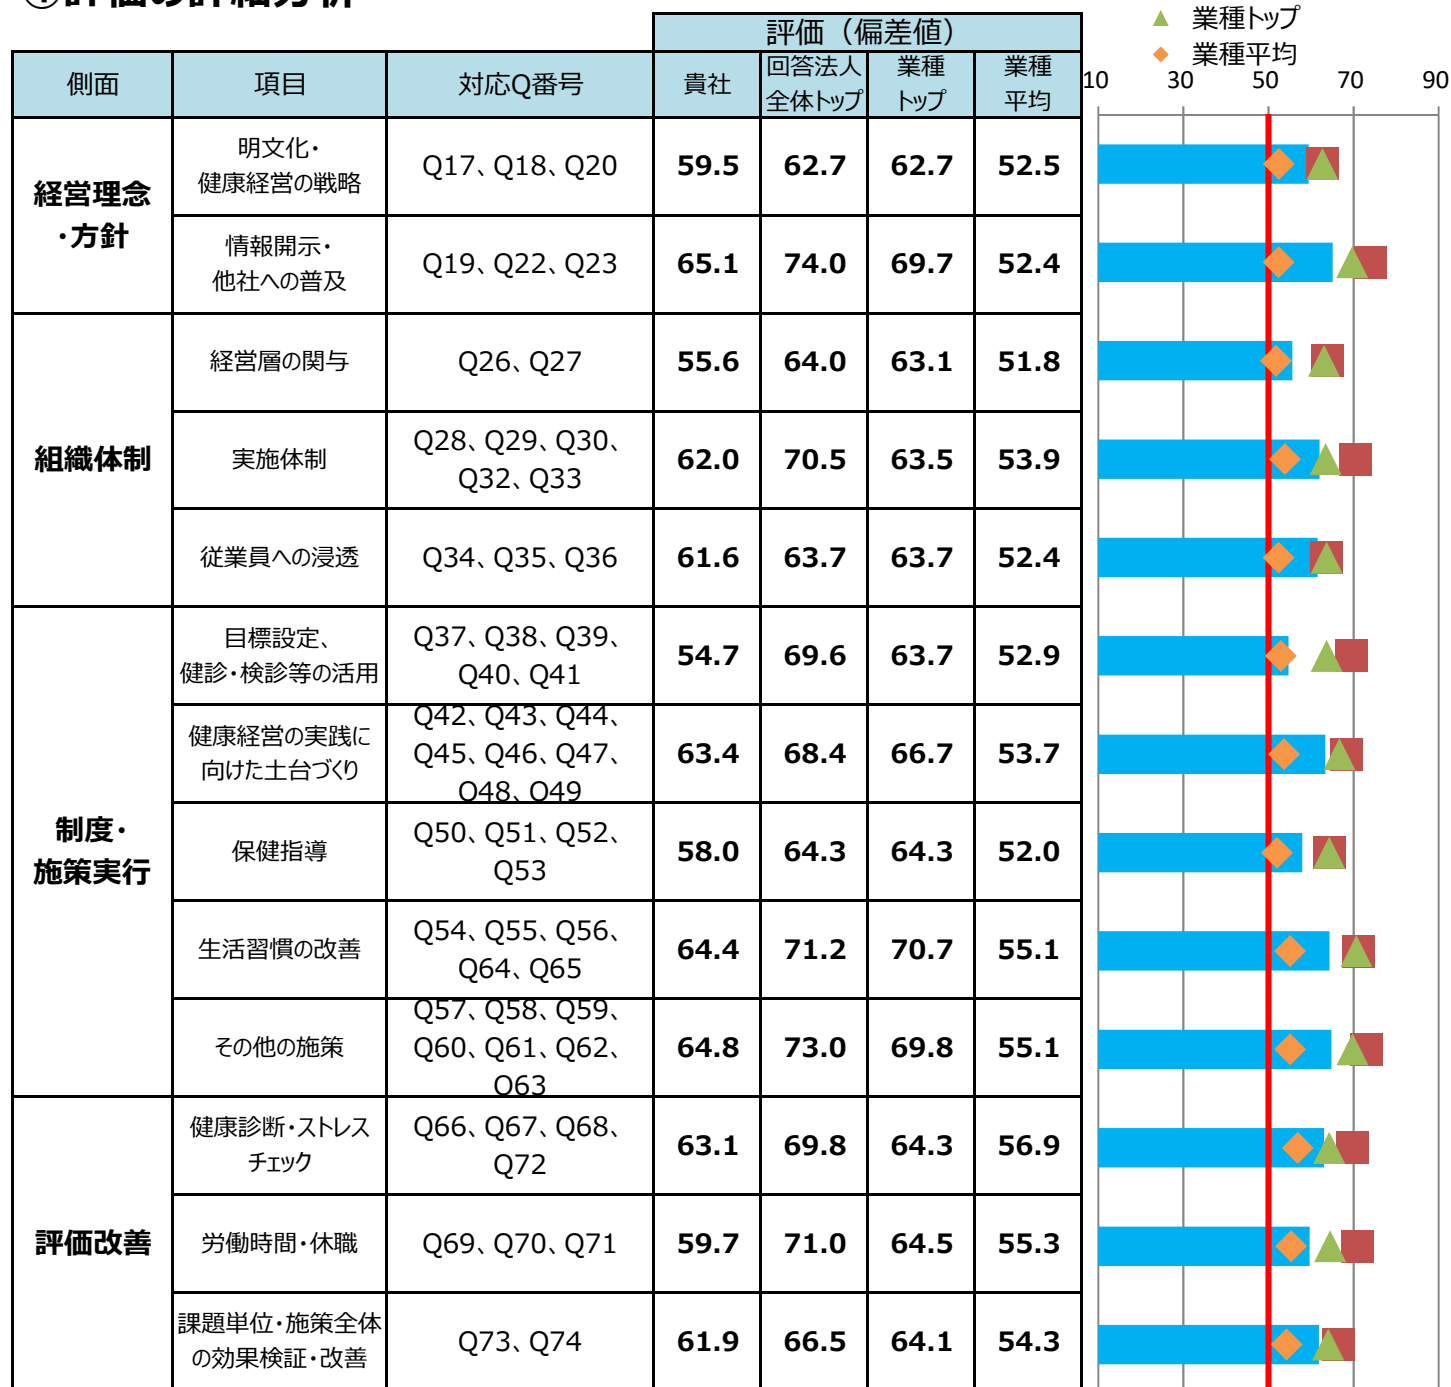 ①評価の詳細分析
▲ 業種トップ
◆ 業種平均
評価（偏差値）
側面 項目 対応Q番号 貴社 回答法人全体トップ 業種トップ 業種平均
10 30 50 70 90
経営理念・方針
明文化・
健康経営の戦略
Q17、Q18、Q20
59.5 62.7 62.7 52.5
情報開示・
他社への普及
Q19、Q22、Q23
65.1 74.0 69.7 52.4
組織体制
経営層の関与
Q26、Q27
55.6 64.0 63.1 51.8
実施体制
Q28、Q29、Q30、
Q32、Q33
62.0 70.5 63.5 53.9
従業員への浸透
Q34、Q35、Q36
61.6 63.7 63.7 52.4
制度・
施策実行
目標設定、
健診・検診等の活用
Q37、Q38、Q39、
Q40、Q41
54.7 69.6 63.7 52.9
健康経営の実践に
向けた土台づくり
Q42、Q43、Q44、
Q45、Q46、Q47、
Q48、Q49
63.4 68.4 66.7 53.7
保健指導
Q50、Q51、Q52、
Q53
58.0 64.3 64.3 52.0
生活習慣の改善
Q54、Q55、Q56、
Q64、Q65
64.4 71.2 70.7 55.1
その他の施策
Q57、Q58、Q59、
Q60、Q61、Q62、
Q63
64.8 73.0 69.8 55.1
評価改善
健康診断・ストレス
チェック
Q66、Q67、Q68、
Q72
63.1 69.8 64.3 56.9
労働時間・休職
Q69、Q70、Q71
59.7 71.0 64.5 55.3
課題単位・施策全体
の効果検証・改善
Q73、Q74
61.9 66.5 64.1 54.3